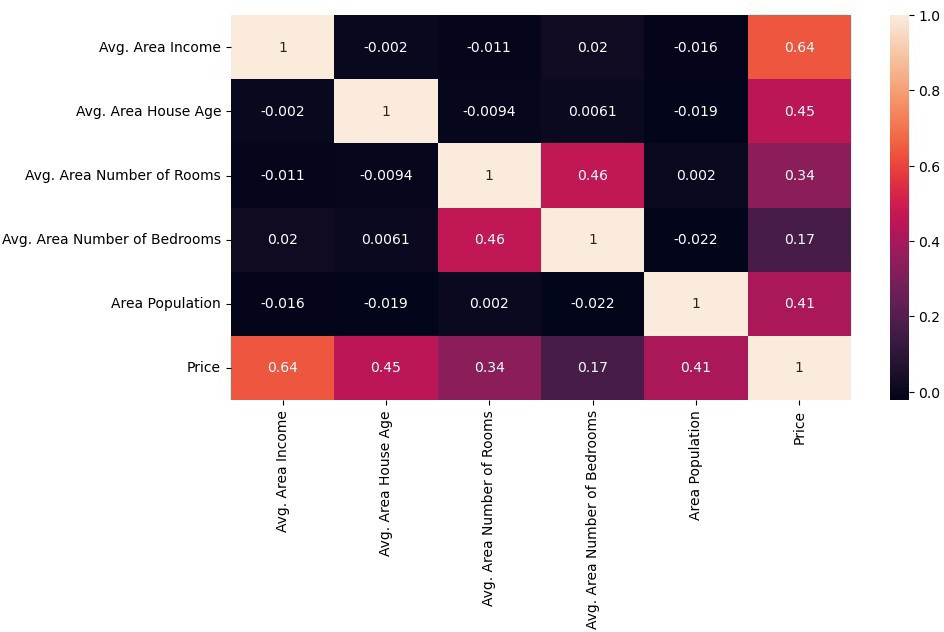 Avg. Area Income 1 -0.002 -0.011 0.02 -0.016 0.64
Avg. Area House Age -0.002 1 -0.0094 0.0061 -0.019 0.45
Avg. Area Number of Rooms -0.011 -0.0094 1 0.46 0.002 0.34
Avg. Area Number of Bedrooms 0.02 0.0061 0.46 1 -0.022 0.17
Area Population -0.016 -0.019 0.002 -0.022 1 0.41
Price 0.64 0.45 0.34 0.17 0.41 1
Avg. Area Income
Avg. Area House Age
Avg. Area Number of Rooms
Avg. Area Number of Bedrooms
Area Population
Price
1.0
0.8
0.6
0.4
0.2
0.0